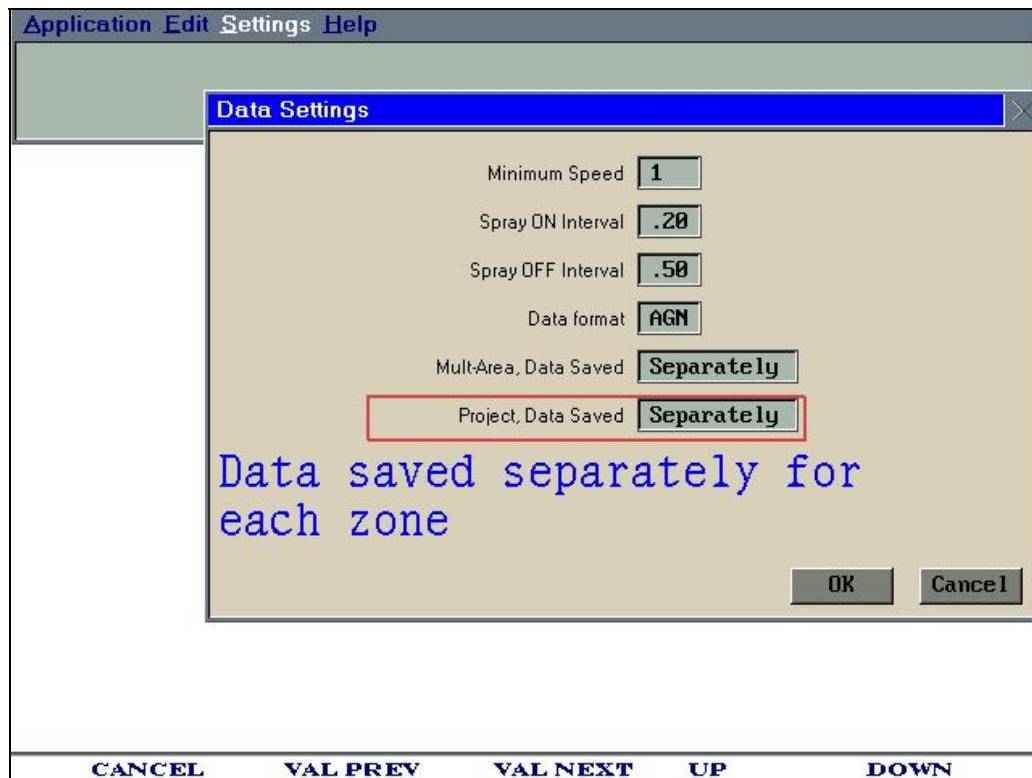 Application Edit Settings Help
Data Settings
Minimum Speed 1
Spray ON Interval .20
Spray OFF Interval .50
Data format AGN
Mult-Area, Data Saved Separately
Project, Data Saved Separately
Data saved separately for
each zone
OK Cancel
CANCEL VAL PREV VAL NEXT UP DOWN